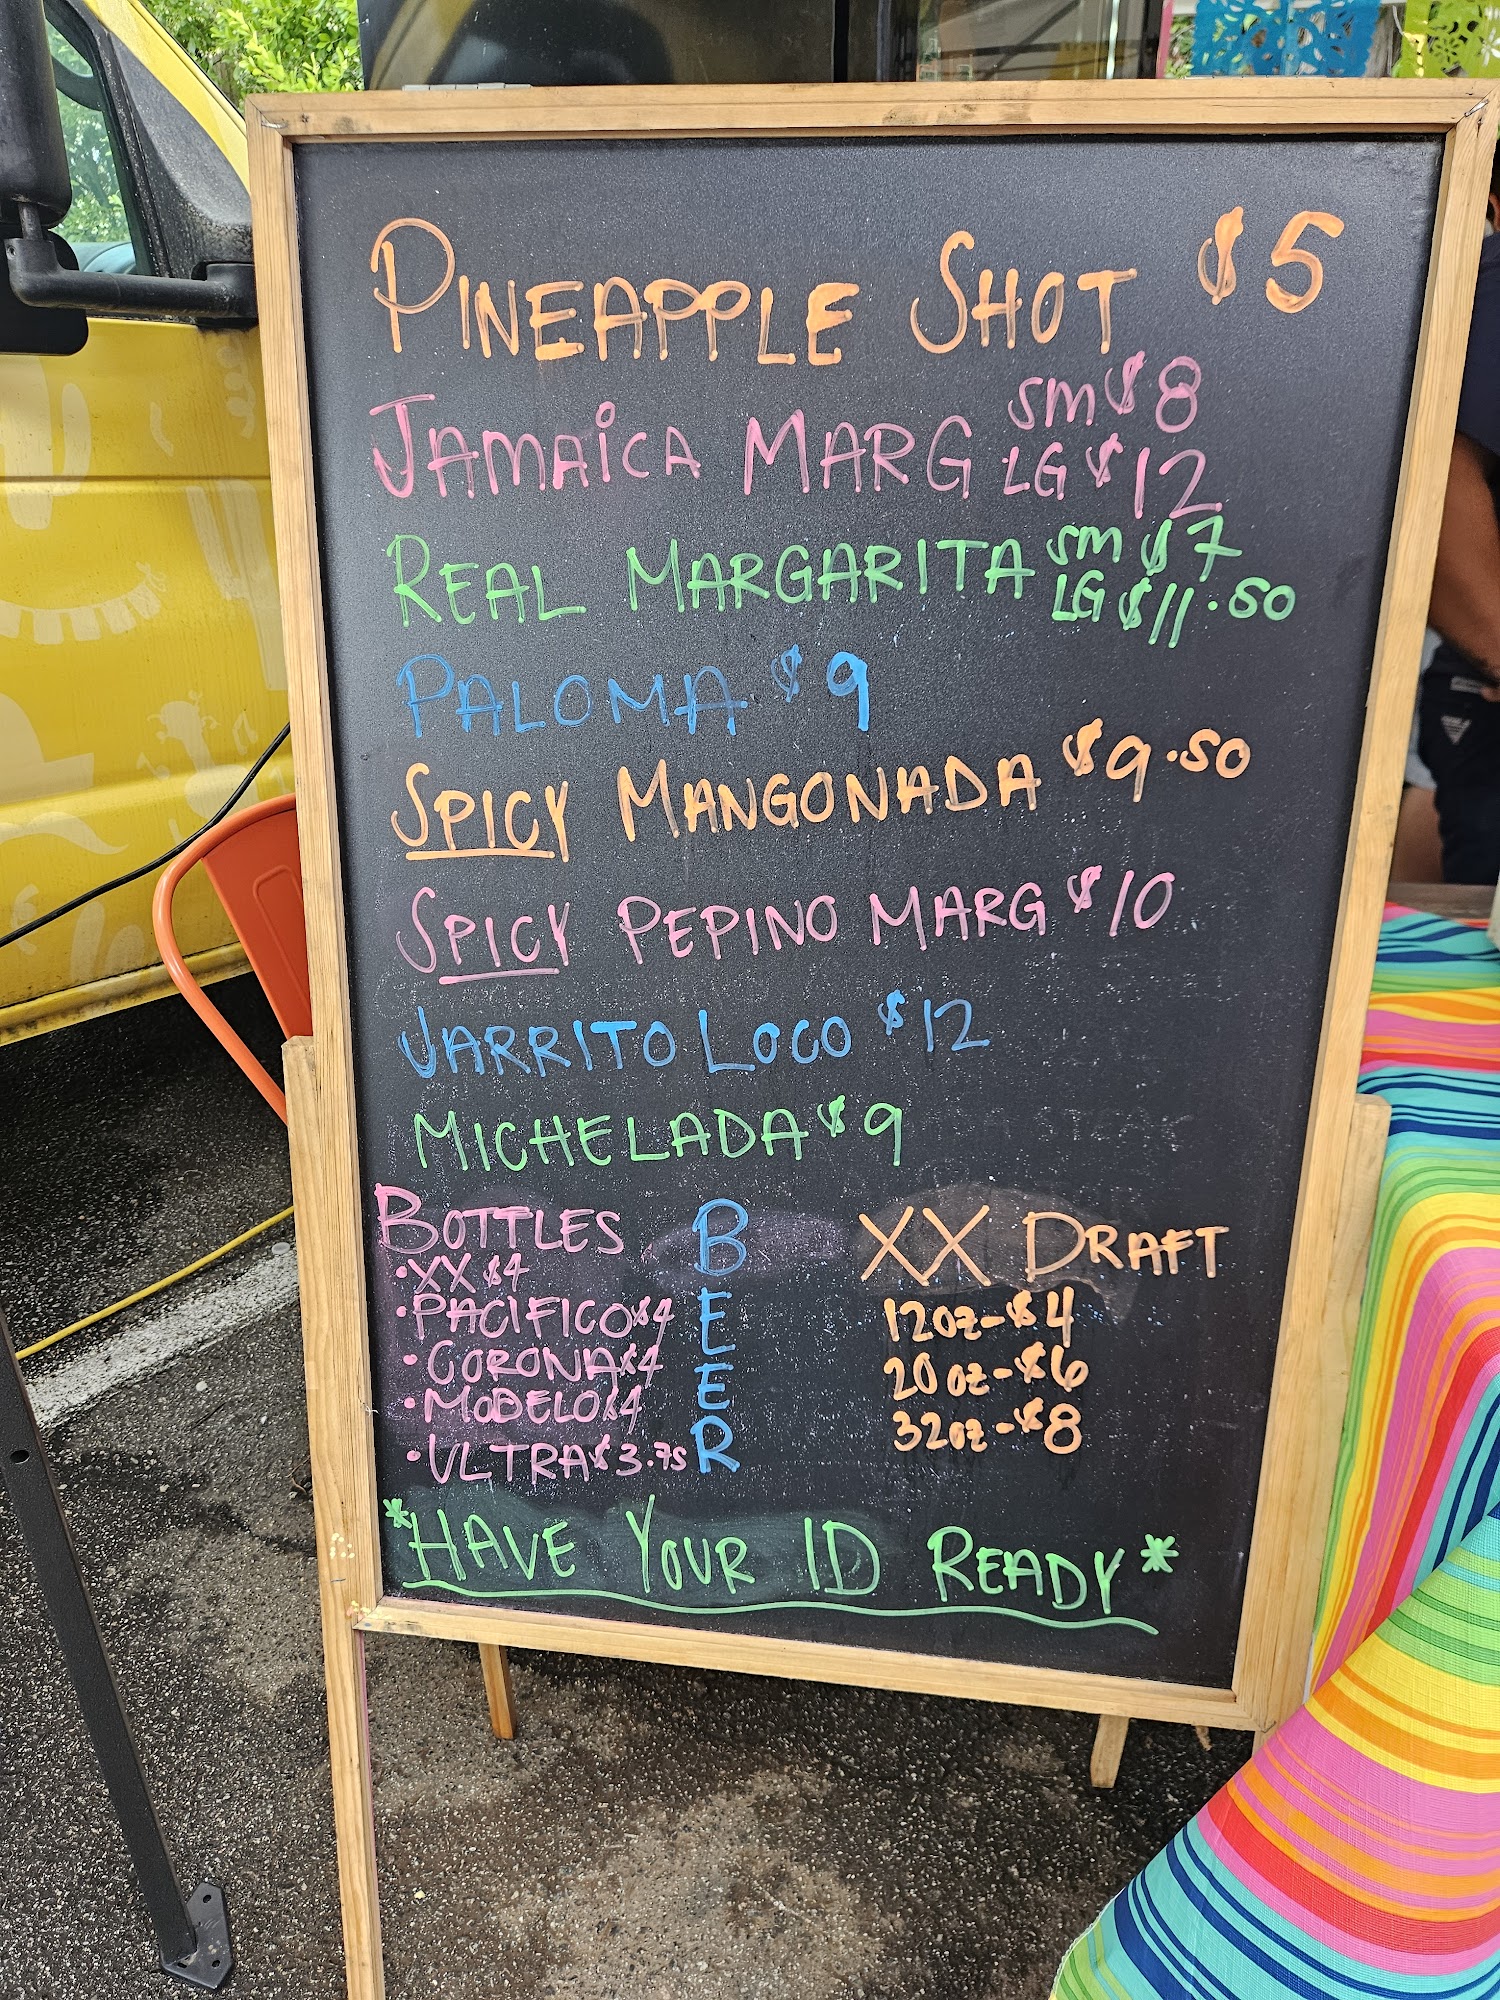 PINEAPPLE SHOT $5
JAMAiCA MARG SM $8
LG $12
REAL MARGARITA SM $7
LG $11.50
PALOMA $9
SPICY MANGONADA $9.50
SPICY PEPINO MARG $10
JARRITO LOCO $12
MICHELADA $9
BOTTLES
•XX $4
•PACIFICO $4
•CORONA $4
•MODELO $4
•ULTRA $3.75
BEER
XX DRAFT
12oz-$4
20oz-$6
32oz-$8
*HAVE YOUR ID READY*